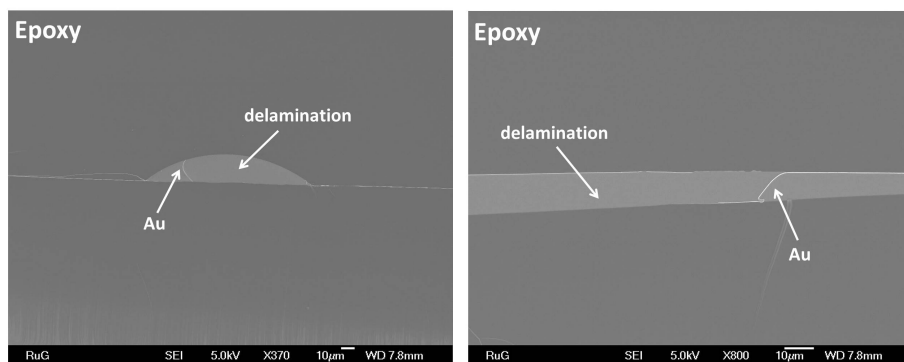 Epoxy
delamination
Au
RuG SEI 5.0kV X370 10µm WD 7.8mm
Epoxy
delamination
Au
RuG SEI 5.0kV X800 10µm WD 7.8mm